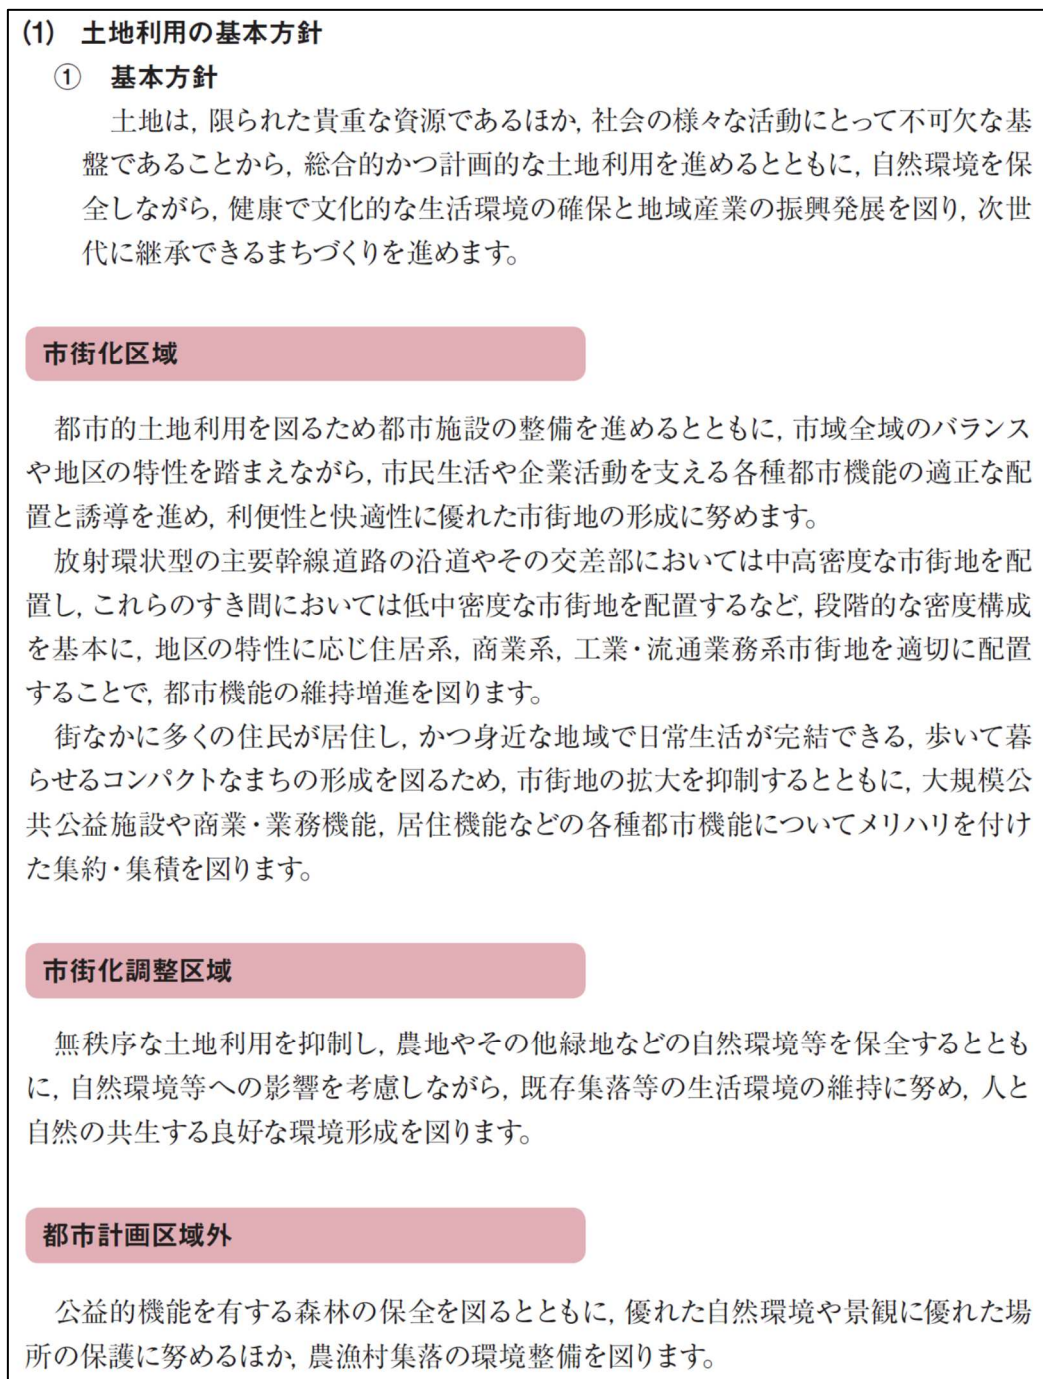 (1) 土地利用の基本方針
① 基本方針
土地は，限られた貴重な資源であるほか，社会の様々な活動にとって不可欠な基
盤であることから，総合的かつ計画的な土地利用を進めるとともに，自然環境を保
全しながら，健康で文化的な生活環境の確保と地域産業の振興発展を図り，次世
代に継承できるまちづくりを進めます。
市街化区域
都市的土地利用を図るため都市施設の整備を進めるとともに，市域全域のバランス
や地区の特性を踏まえながら，市民生活や企業活動を支える各種都市機能の適正な配
置と誘導を進め，利便性と快適性に優れた市街地の形成に努めます。
放射環状型の主要幹線道路の沿道やその交差部においては中高密度な市街地を配
置し，これらのすき間においては低中密度な市街地を配置するなど，段階的な密度構成
を基本に，地区の特性に応じ住居系，商業系，工業・流通業務系市街地を適切に配置
することで，都市機能の維持増進を図ります。
街なかに多くの住民が居住し，かつ身近な地域で日常生活が完結できる，歩いて暮
らせるコンパクトなまちの形成を図るため，市街地の拡大を抑制するとともに，大規模公
共公益施設や商業・業務機能，居住機能などの各種都市機能についてメリハリを付け
た集約・集積を図ります。
市街化調整区域
無秩序な土地利用を抑制し，農地やその他緑地などの自然環境等を保全するととも
に，自然環境等への影響を考慮しながら，既存集落等の生活環境の維持に努め，人と
自然の共生する良好な環境形成を図ります。
都市計画区域外
公益的機能を有する森林の保全を図るとともに，優れた自然環境や景観に優れた場
所の保護に努めるほか，農漁村集落の環境整備を図ります。